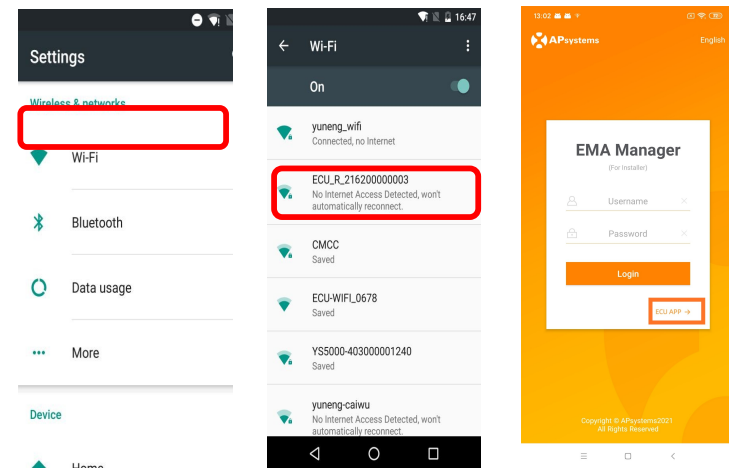 Settings
Wireless & networks
Wi-Fi
Bluetooth
Data usage
More
Device
Home
16:47
Wi-Fi
On
yuneng_wifi
Connected, no Internet
ECU_R_216200000003
No Internet Access Detected, won't
automatically reconnect.
CMCC
Saved
ECU-WIFI_0678
Saved
YS5000-403000001240
Saved
yuneng-caiwu
No Internet Access Detected, won't
automatically reconnect.
13:02
APsystems
English
EMA Manager
(For Installer)
Username
Password
Login
ECU APP →
Copyright © APsystems2021
All Rights Reserved